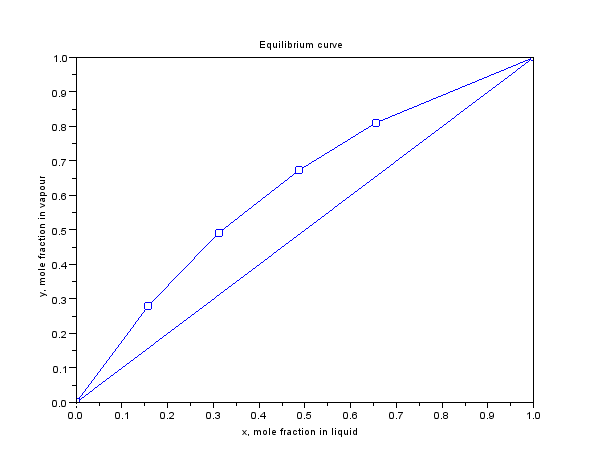 Equilibrium curve
1.0
0.9
0.8
0.7
0.6
0.5
0.4
0.3
0.2
0.1
0.0
y, mole fraction in vapour
0.0 0.1 0.2 0.3 0.4 0.5 0.6 0.7 0.8 0.9 1.0
x, mole fraction in liquid